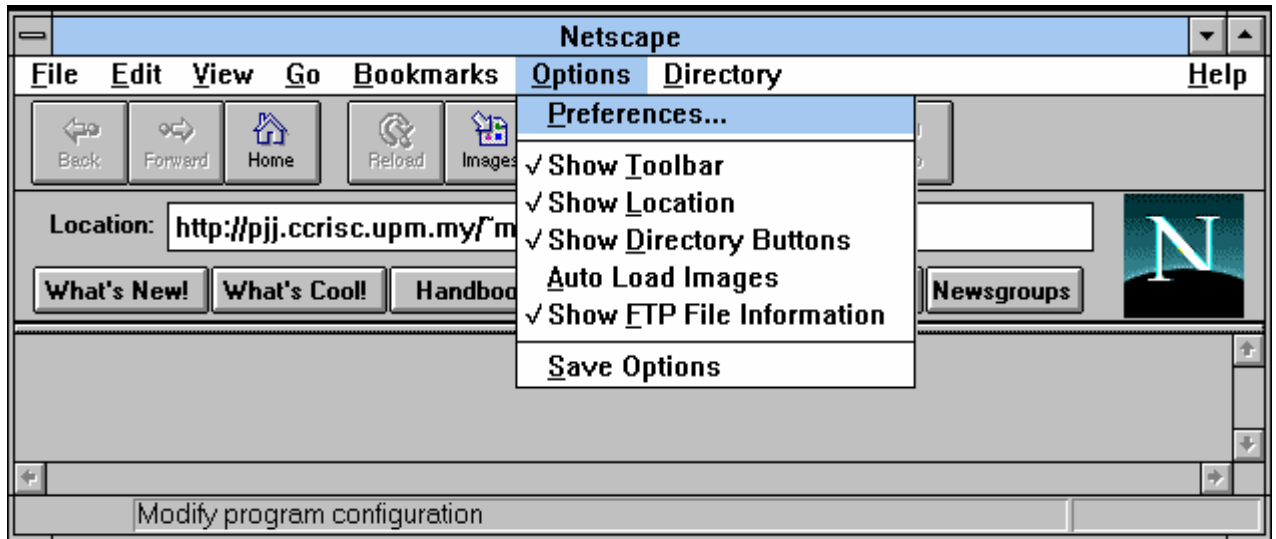 Netscape
File Edit View Go Bookmarks Options Directory Help
Preferences...
Back Forward Home Reload Images
✓ Show Toolbar
✓ Show Location
✓ Show Directory Buttons
Auto Load Images
✓ Show FTP File Information
Save Options
Location: http://pjj.ccrisc.upm.my/~m
What's New! What's Cool! Handboo Newsgroups
N
Modify program configuration